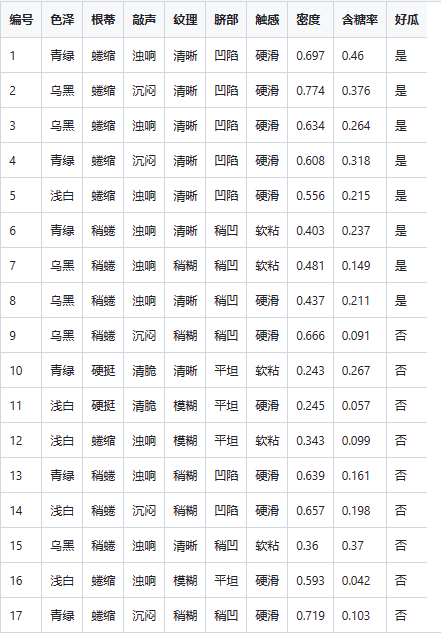 编号 色泽 根蒂 敲声 纹理 脐部 触感 密度 含糖率 好瓜
1 青绿 蜷缩 浊响 清晰 凹陷 硬滑 0.697 0.46 是
2 乌黑 蜷缩 沉闷 清晰 凹陷 硬滑 0.774 0.376 是
3 乌黑 蜷缩 浊响 清晰 凹陷 硬滑 0.634 0.264 是
4 青绿 蜷缩 沉闷 清晰 凹陷 硬滑 0.608 0.318 是
5 浅白 蜷缩 浊响 清晰 凹陷 硬滑 0.556 0.215 是
6 青绿 稍蜷 浊响 清晰 稍凹 软粘 0.403 0.237 是
7 乌黑 稍蜷 浊响 稍糊 稍凹 软粘 0.481 0.149 是
8 乌黑 稍蜷 浊响 清晰 稍凹 硬滑 0.437 0.211 是
9 乌黑 稍蜷 沉闷 稍糊 稍凹 硬滑 0.666 0.091 否
10 青绿 硬挺 清脆 清晰 平坦 软粘 0.243 0.267 否
11 浅白 硬挺 清脆 模糊 平坦 硬滑 0.245 0.057 否
12 浅白 蜷缩 浊响 模糊 平坦 软粘 0.343 0.099 否
13 青绿 稍蜷 浊响 稍糊 凹陷 硬滑 0.639 0.161 否
14 浅白 稍蜷 沉闷 稍糊 凹陷 硬滑 0.657 0.198 否
15 乌黑 稍蜷 浊响 清晰 稍凹 软粘 0.36 0.37 否
16 浅白 蜷缩 浊响 模糊 平坦 硬滑 0.593 0.042 否
17 青绿 蜷缩 沉闷 稍糊 稍凹 硬滑 0.719 0.103 否